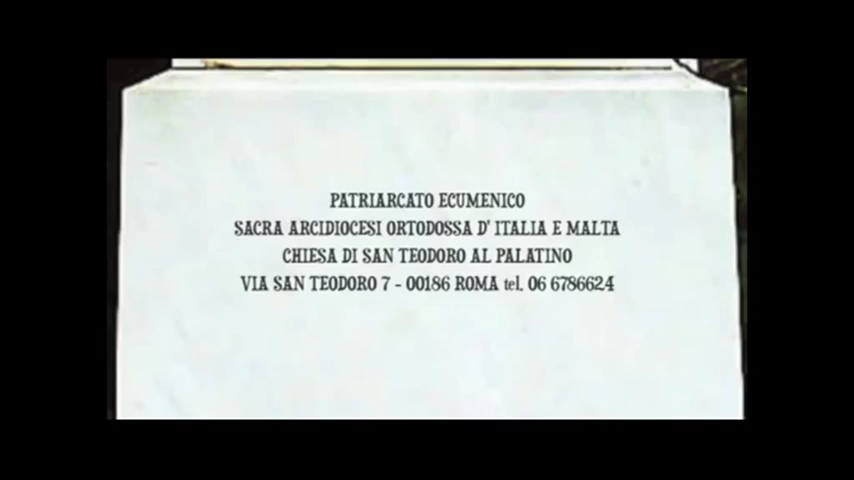 PATRIARCATO ECUMENICO
SACRA ARCIDIOCESI ORTODOSSA D' ITALIA E MALTA
CHIESA DI SAN TEODORO AL PALATINO
VIA SAN TEODORO 7 - 00186 ROMA tel. 06 6786624